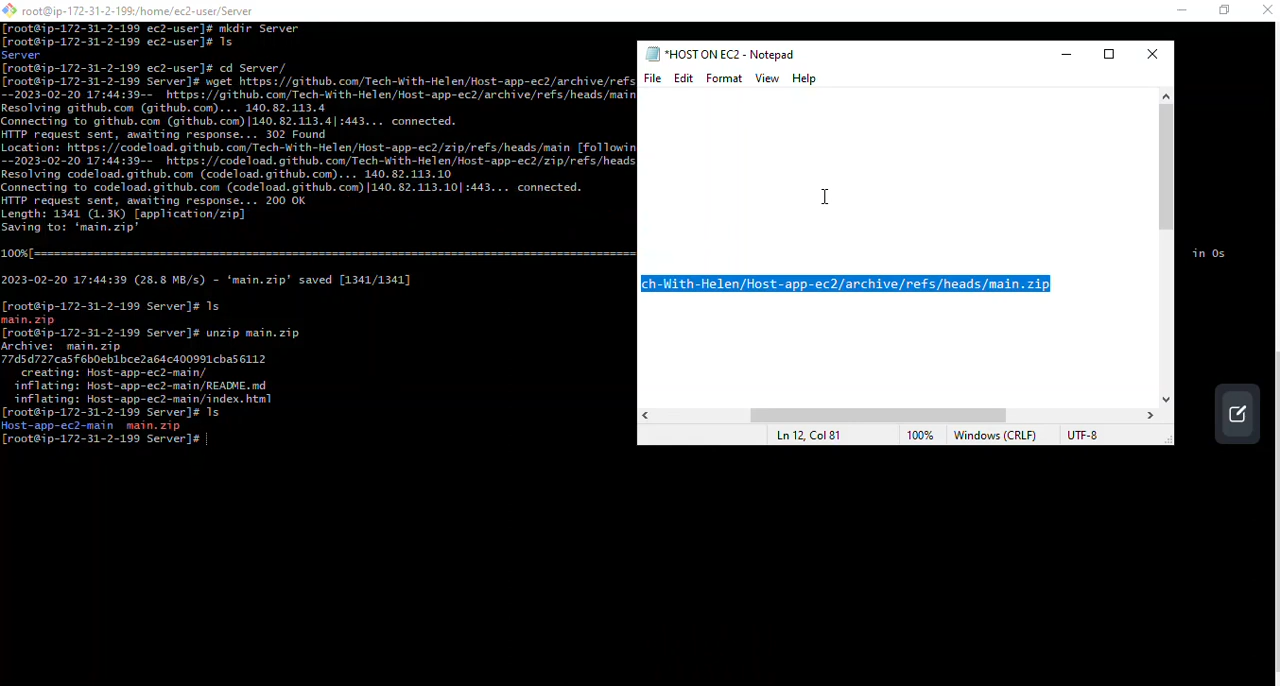 root@ip-172-31-2-199:/home/ec2-user/Server
[root@ip-172-31-2-199 ec2-user]# mkdir Server
[root@ip-172-31-2-199 ec2-user]# ls
Server
[root@ip-172-31-2-199 ec2-user]# cd Server/
[root@ip-172-31-2-199 Server]# wget https://github.com/Tech-With-Helen/Host-app-ec2/archive/refs
--2023-02-20 17:44:39-- https://github.com/Tech-With-Helen/Host-app-ec2/archive/refs/heads/main
Resolving github.com (github.com)... 140.82.113.4
Connecting to github.com (github.com)|140.82.113.4|:443... connected.
HTTP request sent, awaiting response... 302 Found
Location: https://codeload.github.com/Tech-With-Helen/Host-app-ec2/zip/refs/heads/main [followin
--2023-02-20 17:44:39-- https://codeload.github.com/Tech-With-Helen/Host-app-ec2/zip/refs/heads
Resolving codeload.github.com (codeload.github.com)... 140.82.113.10
Connecting to codeload.github.com (codeload.github.com)|140.82.113.10|:443... connected.
HTTP request sent, awaiting response... 200 OK
Length: 1341 (1.3K) [application/zip]
Saving to: ‘main.zip’
100%[============================================================================================ in 0s
2023-02-20 17:44:39 (28.8 MB/s) - ‘main.zip’ saved [1341/1341]
[root@ip-172-31-2-199 Server]# ls
main.zip
[root@ip-172-31-2-199 Server]# unzip main.zip
Archive: main.zip
77d5d727ca5f6b0eb1bce2a64c400991cba56112
creating: Host-app-ec2-main/
inflating: Host-app-ec2-main/README.md
inflating: Host-app-ec2-main/index.html
[root@ip-172-31-2-199 Server]# ls
Host-app-ec2-main main.zip
[root@ip-172-31-2-199 Server]#
*HOST ON EC2 - Notepad
File Edit Format View Help
ch-With-Helen/Host-app-ec2/archive/refs/heads/main.zip
Ln 12, Col 81 100% Windows (CRLF) UTF-8